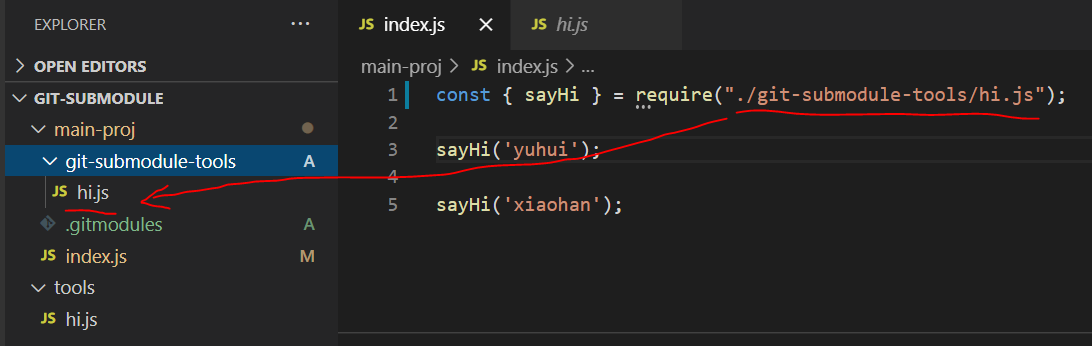 EXPLORER ...
OPEN EDITORS
GIT-SUBMODULE
main-proj
git-submodule-tools A
JS hi.js
.gitmodules A
JS index.js M
tools
JS hi.js
JS index.js JS hi.js
main-proj > JS index.js > ...
1 const { sayHi } = require("./git-submodule-tools/hi.js");
2
3 sayHi('yuhui');
4
5 sayHi('xiaohan');